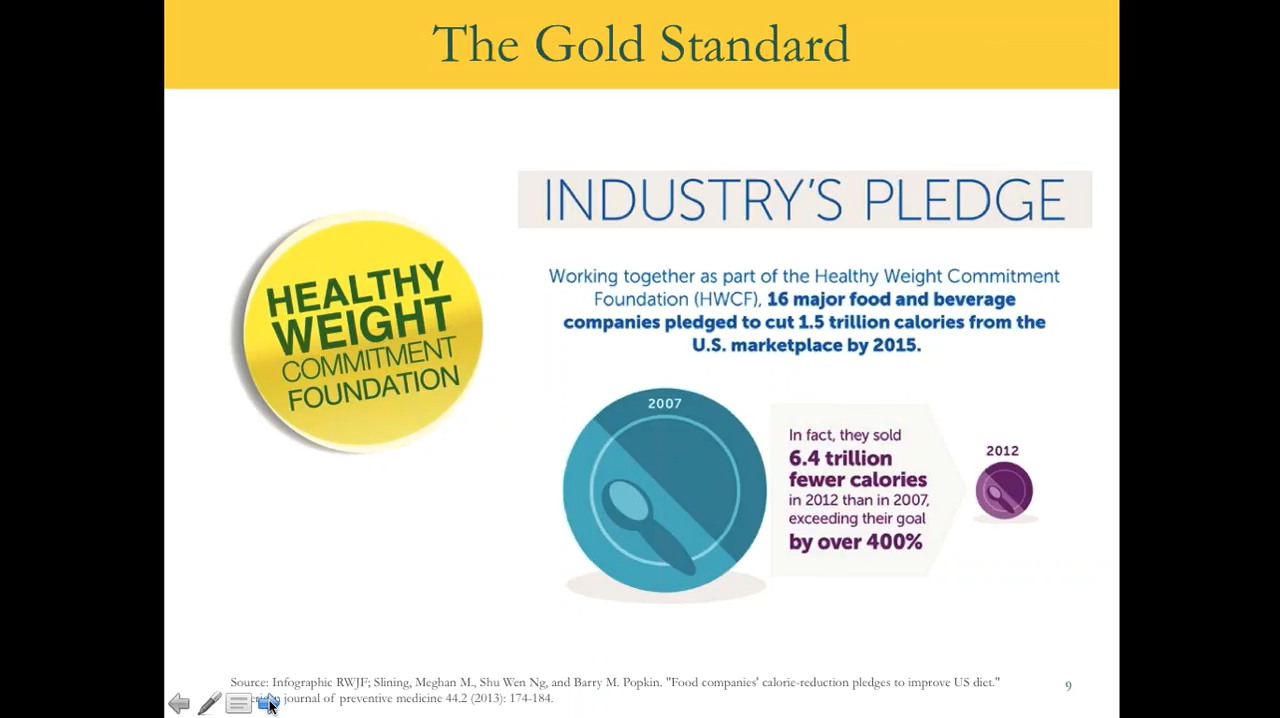 The Gold Standard
HEALTHY
WEIGHT
COMMITMENT
FOUNDATION
INDUSTRY'S PLEDGE
Working together as part of the Healthy Weight Commitment
Foundation (HWCF), 16 major food and beverage
companies pledged to cut 1.5 trillion calories from the
U.S. marketplace by 2015.
2007
In fact, they sold
6.4 trillion
fewer calories
in 2012 than in 2007,
exceeding their goal
by over 400%
2012
Source: Infographic RWJF; Slining, Meghan M., Shu Wen Ng, and Barry M. Popkin. "Food companies' calorie-reduction pledges to improve US diet."
journal of preventive medicine 44.2 (2013): 174-184.
9